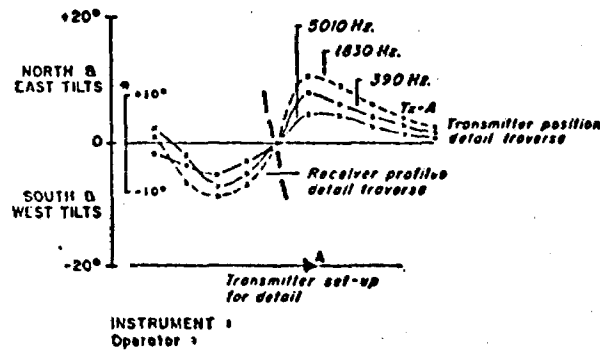 +20°
5010 Hz.
1830 Hz.
390 Hz.
NORTH &
EAST TILTS
+10°
Tx=A
Transmitter position
detail traverse
0
Receiver profile
detail traverse
-10°
SOUTH &
WEST TILTS
-20°
A
Transmitter set-up
for detail
INSTRUMENT :
Operator :